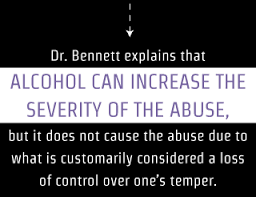 Dr. Bennett explains that
ALCOHOL CAN INCREASE THE
SEVERITY OF THE ABUSE,
but it does not cause the abuse due to
what is customarily considered a loss
of control over one's temper.